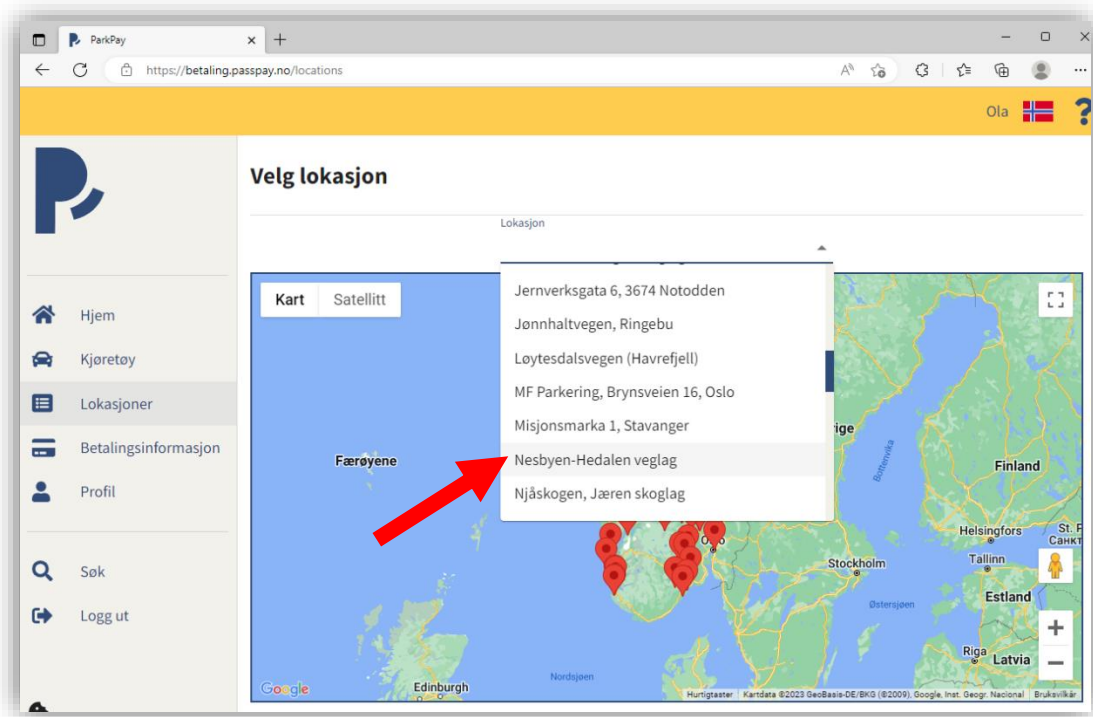 ParkPay
https://betaling.passpay.no/locations
Ola
?
Velg lokasjon
Lokasjon
Hjem
Kjøretøy
Lokasjoner
Betalingsinformasjon
Profil
Søk
Logg ut
Kart Satellitt
Jernverksgata 6, 3674 Notodden
Jønnhaltvegen, Ringebu
Løytesdalsvegen (Havrefjell)
MF Parkering, Brynsveien 16, Oslo
Misjonsmarka 1, Stavanger
Nesbyen-Hedalen veglag
Njåskogen, Jæren skoglag
Færøyene
Bottenvika
Finland
Helsingfors
Tallinn
Stockholm
Estland
Østersjøen
Riga
Latvia
Nordsjøen
Edinburgh
Google
Hurtigtaster Kartdata ©2023 GeoBasis-DE/BKG (©2009), Google, Inst. Geogr. Nacional Bruksvilkår